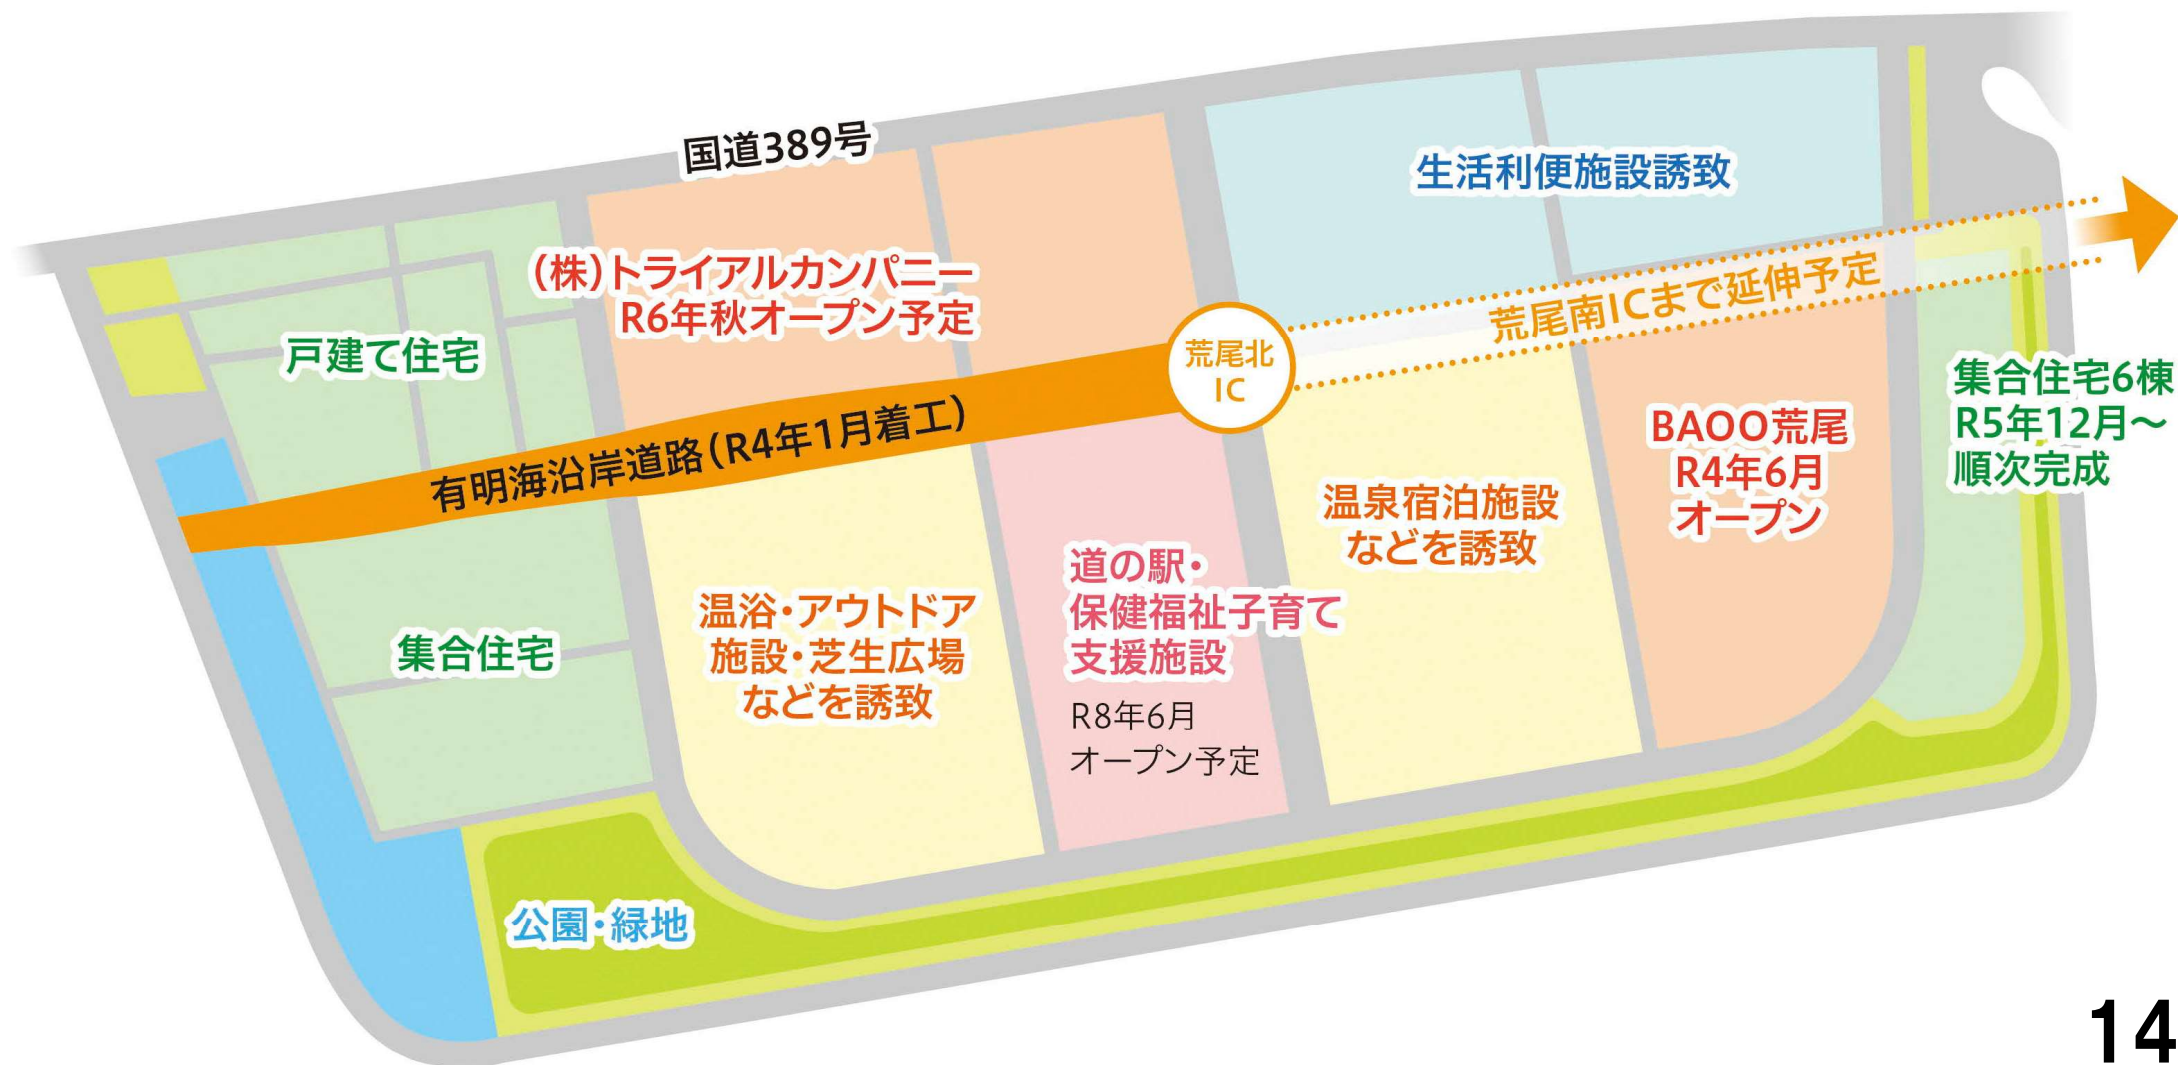 国道389号
生活利便施設誘致
(株)トライアルカンパニー
R6年秋オープン予定
荒尾南ICまで延伸予定
戸建て住宅
荒尾北
IC
集合住宅6棟
R5年12月～
順次完成
有明海沿岸道路(R4年1月着工)
BAOO荒尾
R4年6月
オープン
温泉宿泊施設
などを誘致
道の駅・
保健福祉子育て
支援施設
R8年6月
オープン予定
温浴・アウトドア
施設・芝生広場
などを誘致
集合住宅
公園・緑地
14